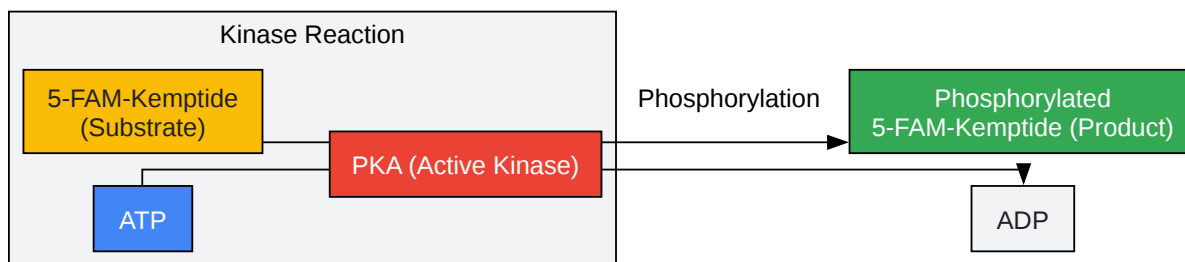 Kinase Reaction
5-FAM-Kemptide
(Substrate)
PKA (Active Kinase)
ATP
Phosphorylation
Phosphorylated
5-FAM-Kemptide (Product)
ADP